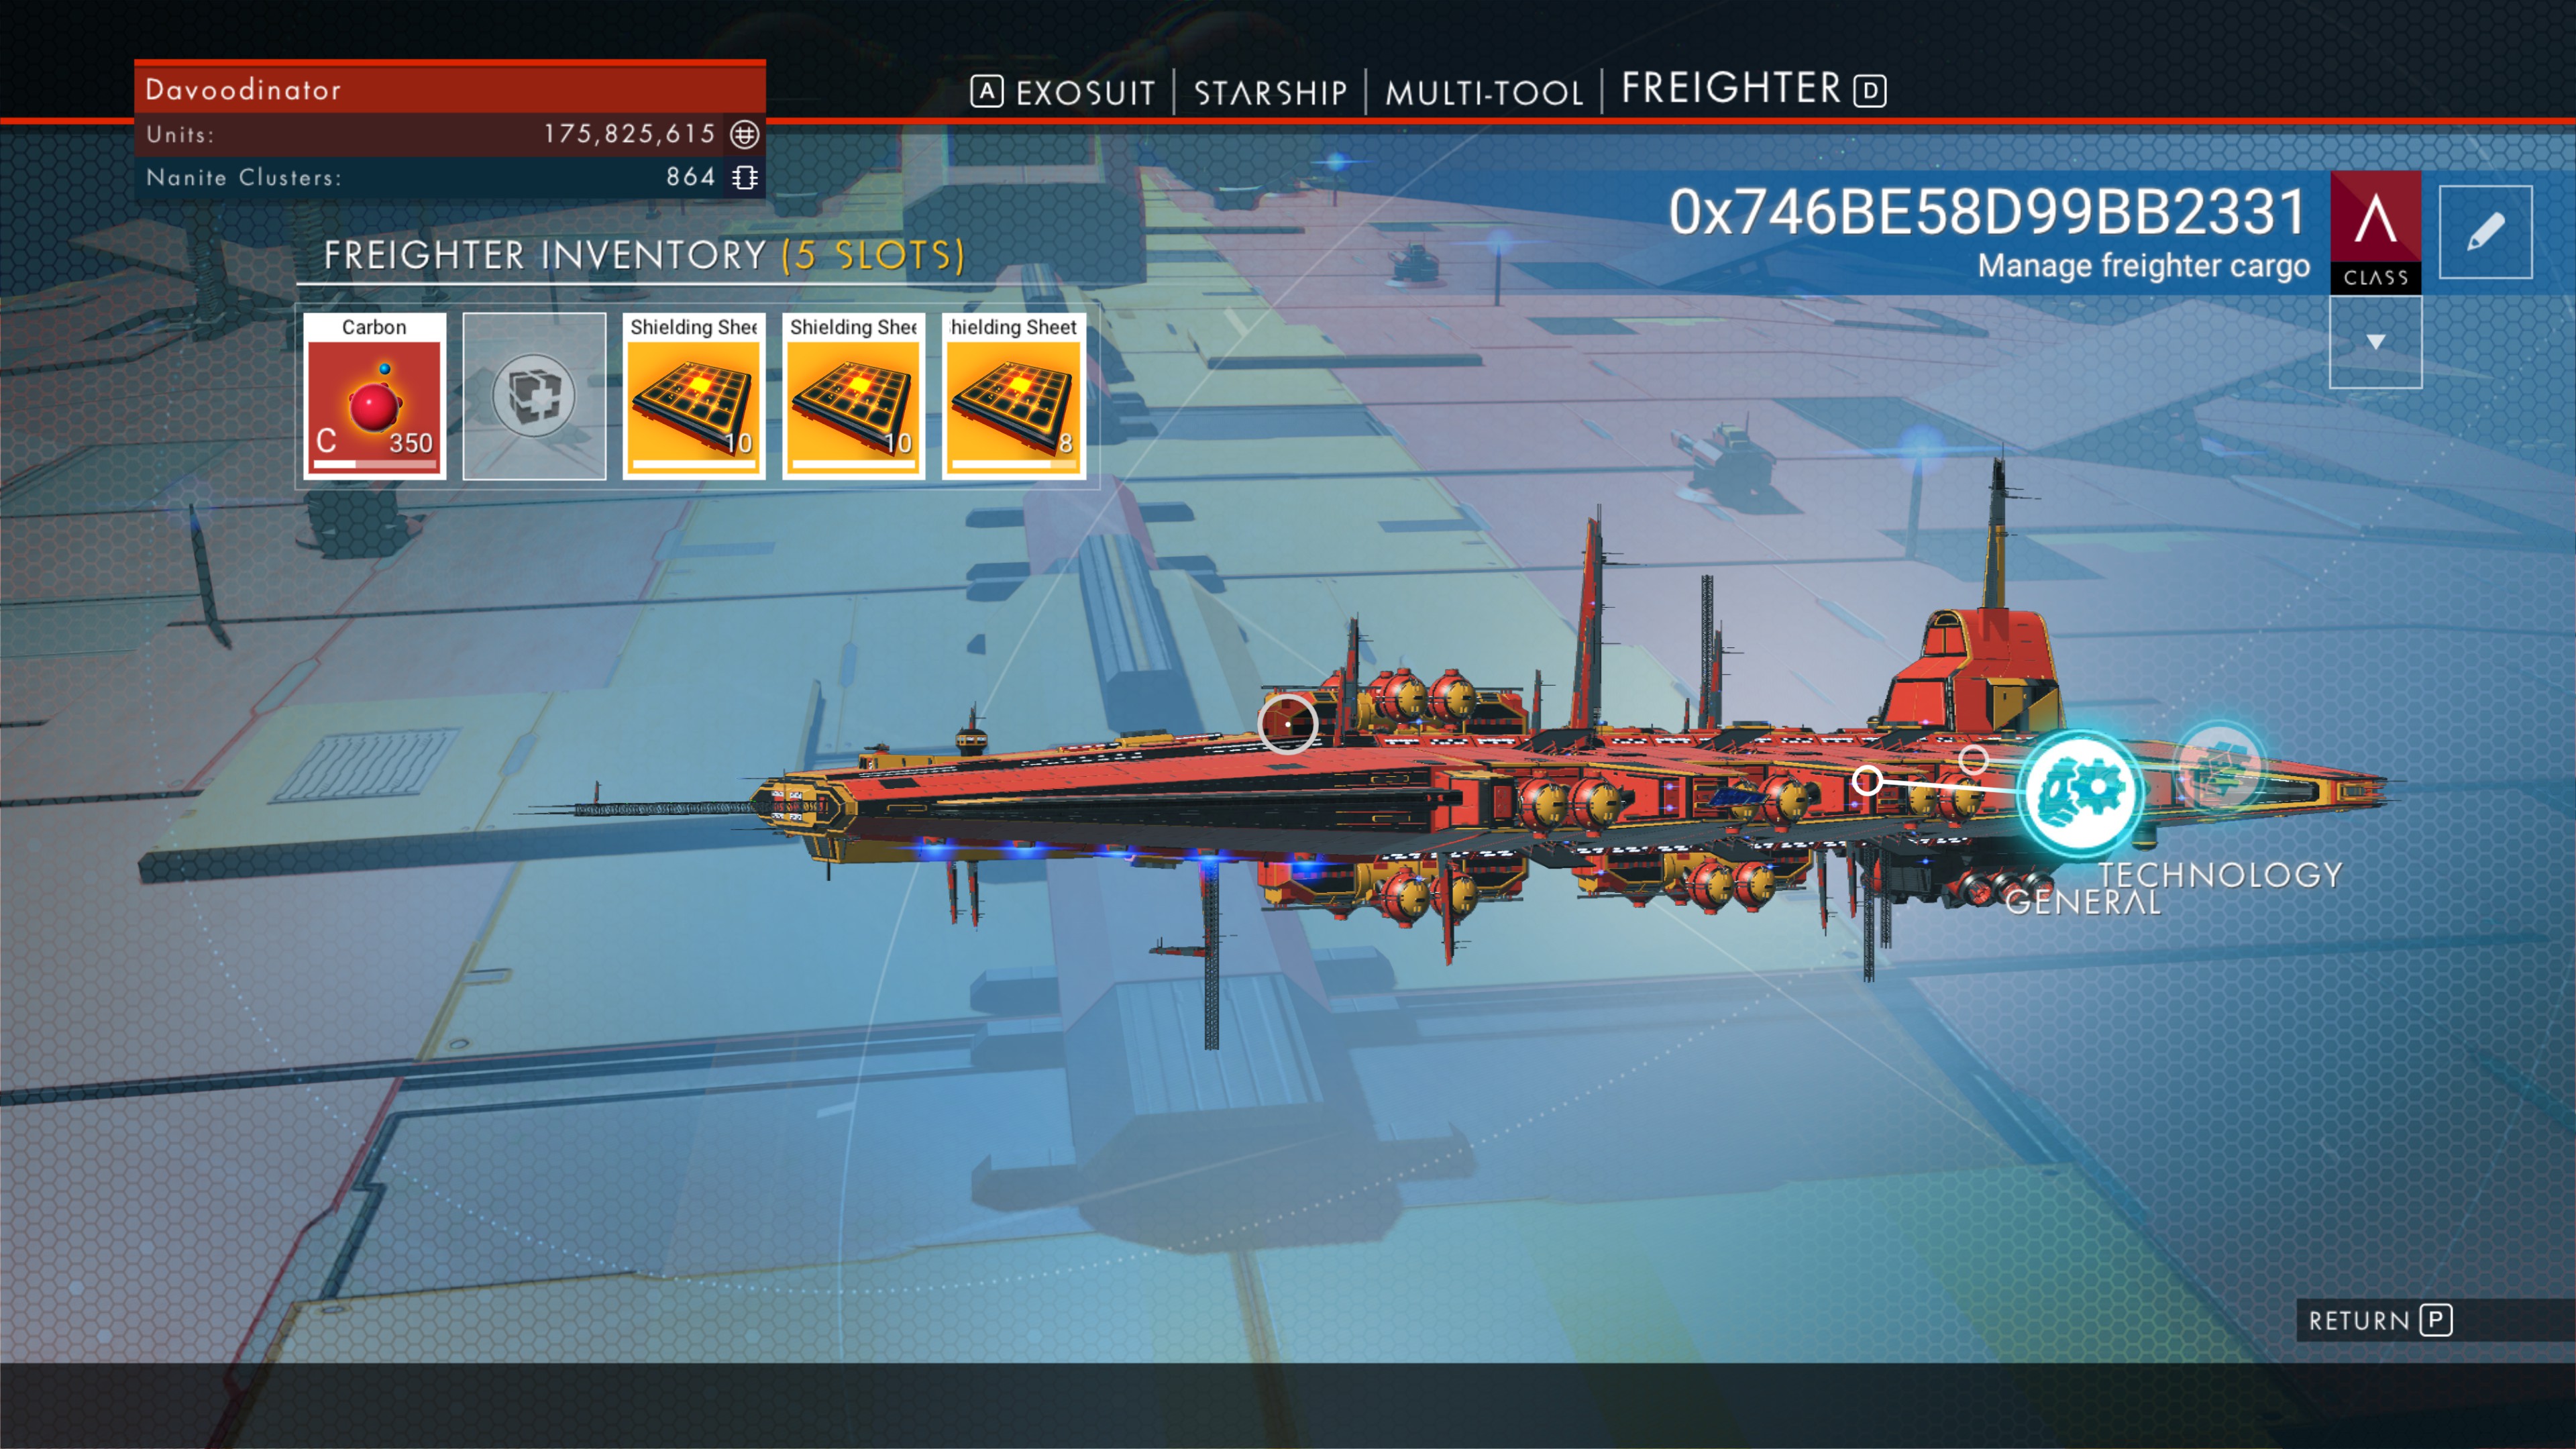 Davoodinator
Units: 175,825,615
Nanite Clusters: 864
A EXOSUIT STARSHIP MULTI-TOOL FREIGHTER D
0x746BE58D99BB2331
Manage freighter cargo
A
CLASS
FREIGHTER INVENTORY (5 SLOTS)
Carbon
C 350
Shielding Shee
10
Shielding Shee
10
hielding Sheet
8
TECHNOLOGY
GENERAL
RETURN P